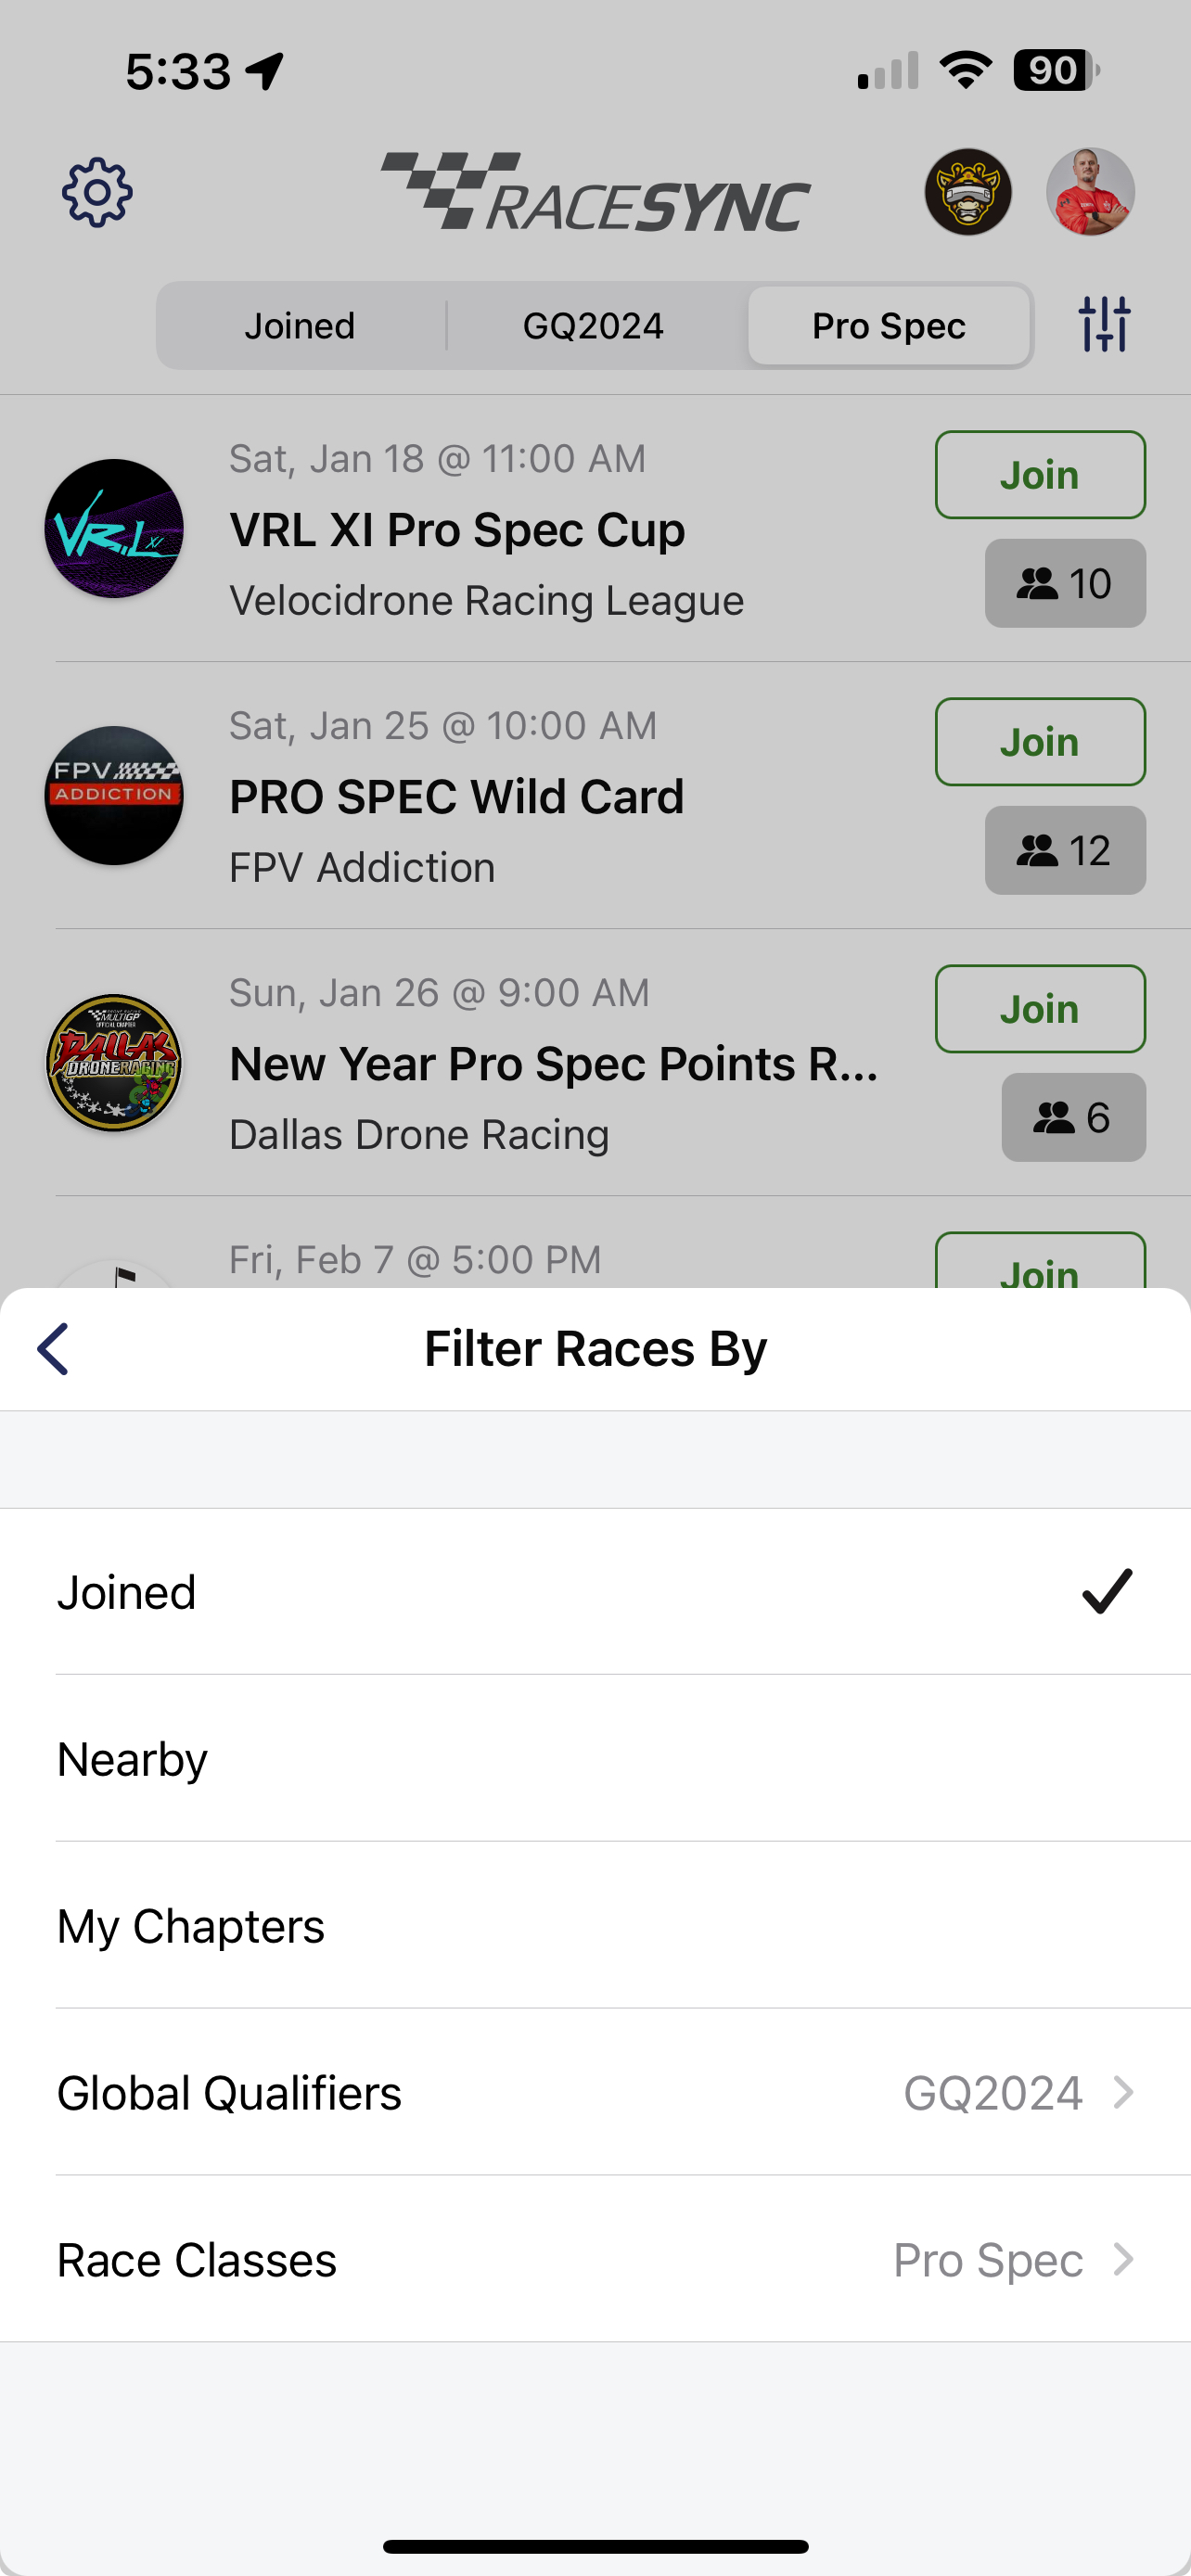 5:33
90
RACESYNC
Joined
GQ2024
Pro Spec
Sat, Jan 18 @ 11:00 AM
VRL XI Pro Spec Cup
Velocidrone Racing League
Join
10
VRL XI
Sat, Jan 25 @ 10:00 AM
PRO SPEC Wild Card
FPV Addiction
Join
12
FPV
ADDICTION
Sun, Jan 26 @ 9:00 AM
New Year Pro Spec Points R...
Dallas Drone Racing
Join
6
MULTIGP
OFFICIAL CHAPTER
DALLAS
DRONERACING
Fri, Feb 7 @ 5:00 PM
Join
Filter Races By
Joined
Nearby
My Chapters
Global Qualifiers
GQ2024
Race Classes
Pro Spec